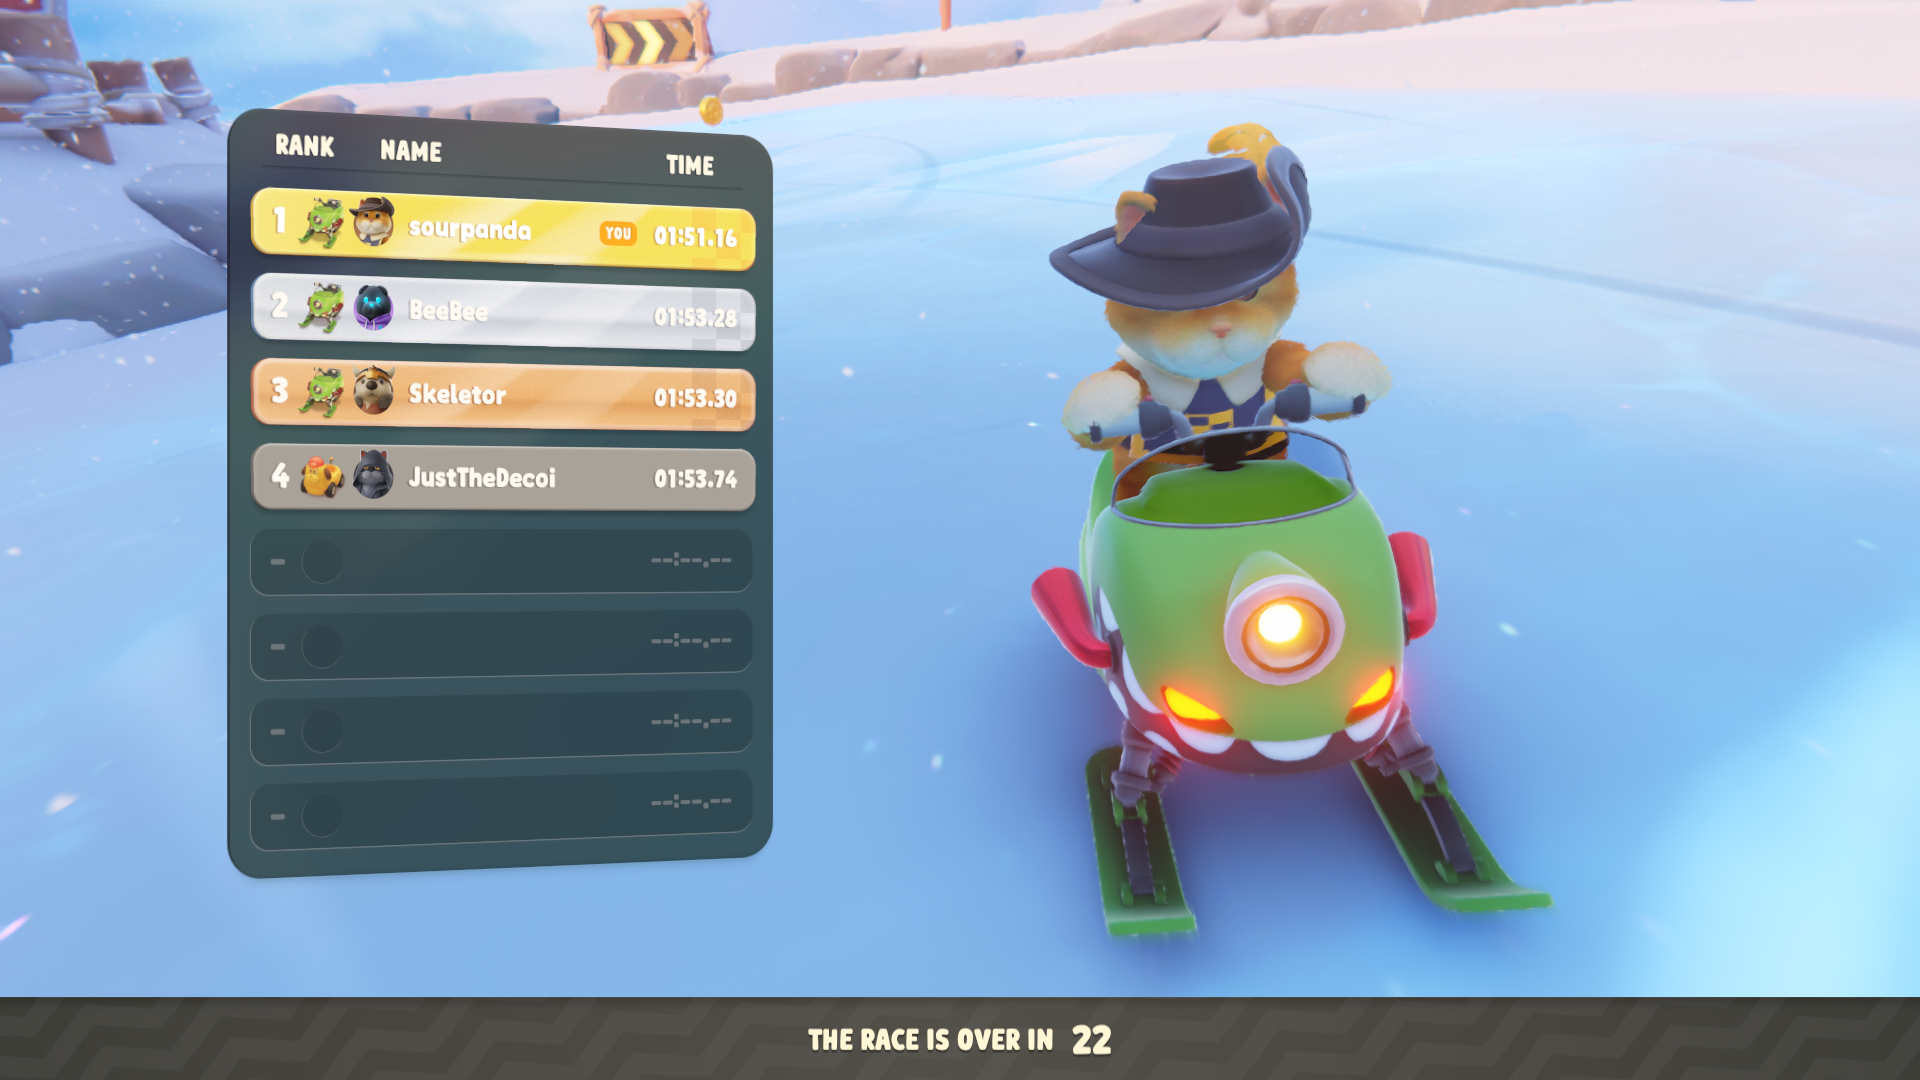 RANK NAME TIME
1 sourpanda YOU 01:51.16
2 BeeBee 01:53.28
3 Skeletor 01:53.30
4 JustTheDecoi 01:53.74
- --:--.--
- --:--.--
- --:--.--
- --:--.--
THE RACE IS OVER IN 22